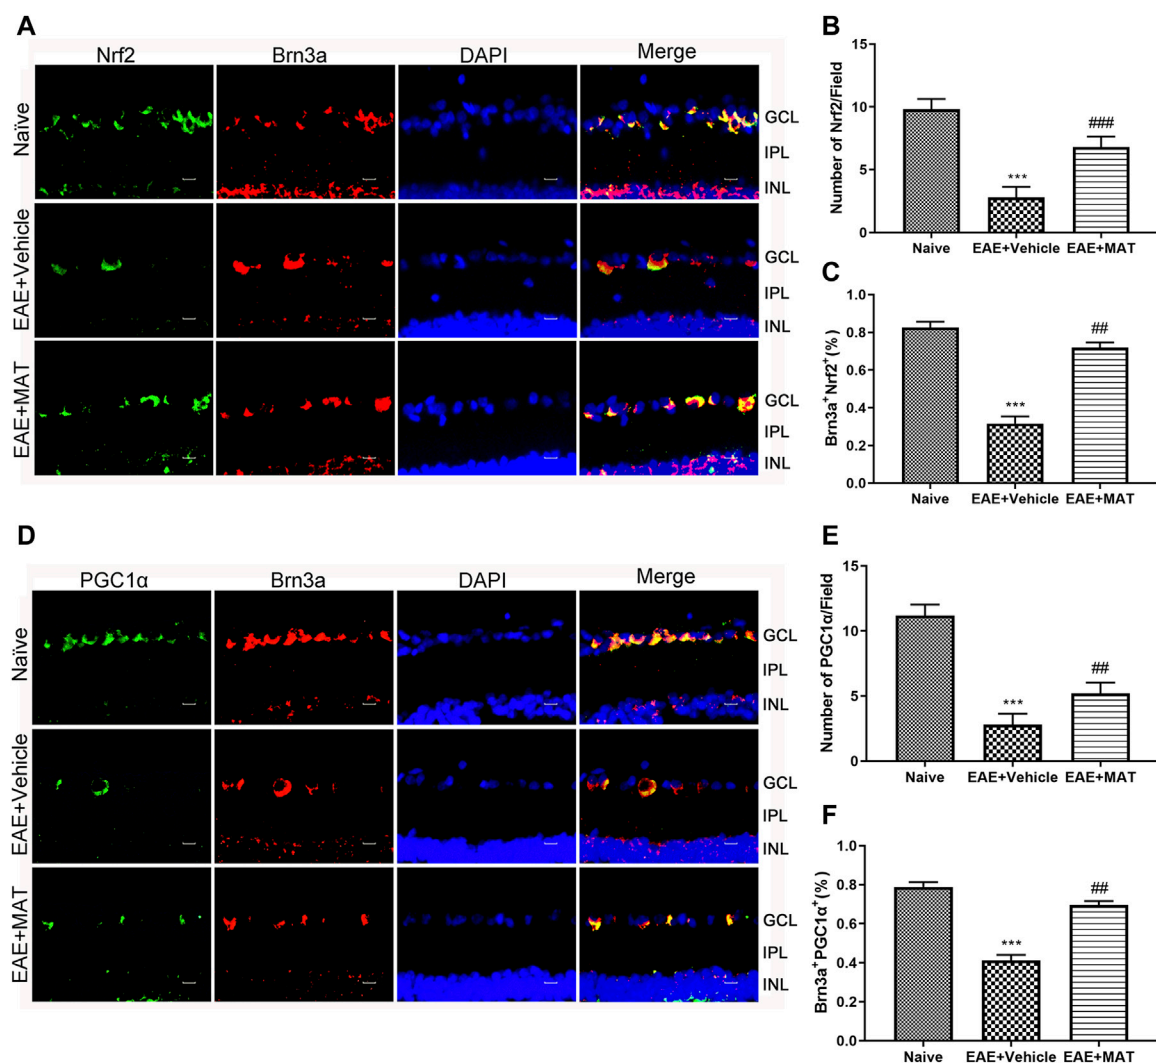 A
Nrf2 Brn3a DAPI Merge
Naïve
GCL
IPL
INL
EAE+Vehicle
GCL
IPL
INL
EAE+MAT
GCL
IPL
INL
B
Number of Nrf2/Field
15
10
5
0
***
###
Naive EAE+Vehicle EAE+MAT
C
Brn3a+Nrf2+(%)
1.0
0.8
0.6
0.4
0.2
0.0
***
##
Naive EAE+Vehicle EAE+MAT
D
PGC1α Brn3a DAPI Merge
Naïve
GCL
IPL
INL
EAE+Vehicle
GCL
IPL
INL
EAE+MAT
GCL
IPL
INL
E
Number of PGC1α/Field
15
10
5
0
***
##
Naive EAE+Vehicle EAE+MAT
F
Brn3a+PGC1α+(%)
1.0
0.8
0.6
0.4
0.2
0.0
***
##
Naive EAE+Vehicle EAE+MAT